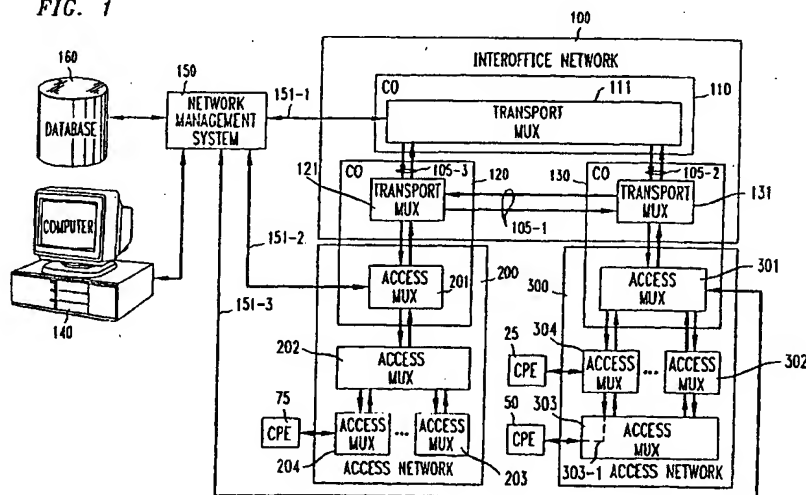 FIG. 1
100
INTEROFFICE NETWORK
160
DATABASE
150
NETWORK
MANAGEMENT
SYSTEM
151-1
CO
111
TRANSPORT
MUX
110
COMPUTER
140
121
CO
105-3
120
TRANSPORT
MUX
105-1
130
CO
105-2
TRANSPORT
MUX
131
151-2
151-3
ACCESS
MUX
201
200
300
ACCESS
MUX
301
202
ACCESS
MUX
25
CPE
304
ACCESS
MUX
...
ACCESS
MUX
302
75
CPE
ACCESS
MUX
204
...
ACCESS
MUX
203
ACCESS NETWORK
50
CPE
303
ACCESS
MUX
303-1
ACCESS NETWORK